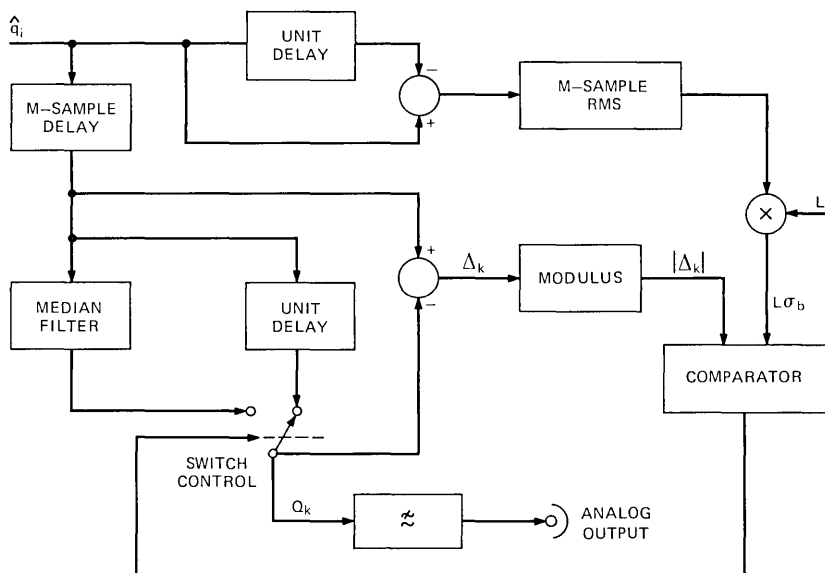 q̂ᵢ
UNIT
DELAY
M-SAMPLE
DELAY
−
+
M-SAMPLE
RMS
×
L
+
−
Δₖ
MODULUS
|Δₖ|
Lσ_b
MEDIAN
FILTER
UNIT
DELAY
COMPARATOR
SWITCH
CONTROL
Qₖ
≈
ANALOG
OUTPUT